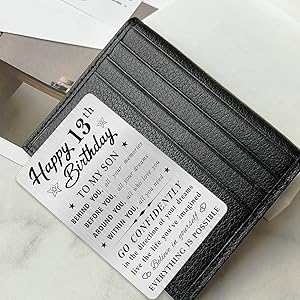 Happy 13th
Birthday
TO MY SON
BEHIND YOU, all your memories
BEFORE YOU, all your dreams
AROUND YOU, all who love you
WITHIN YOU, all you need
GO CONFIDENTLY
in the direction of your dreams
live the life you've imagined
Believe in yourself
EVERYTHING IS POSSIBLE